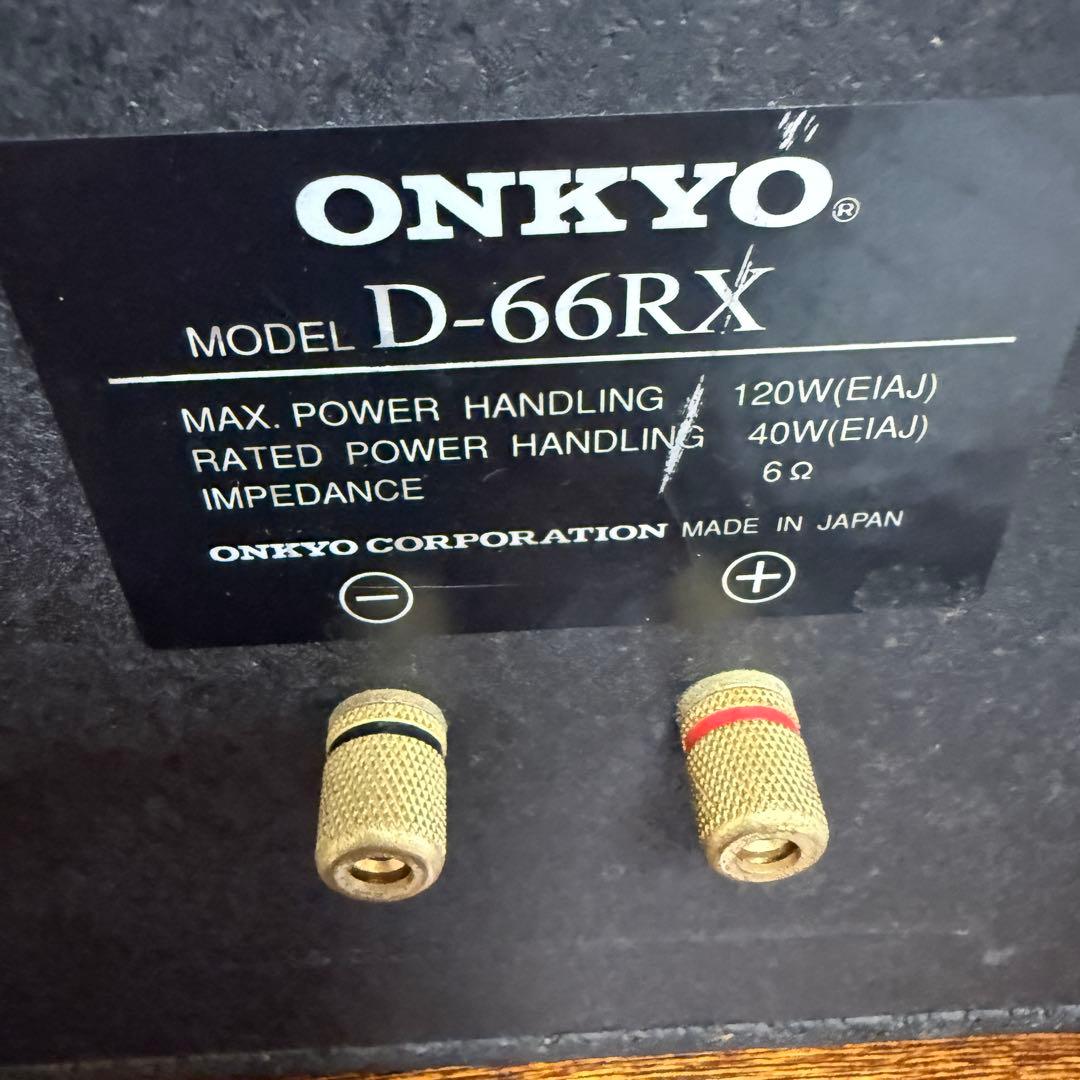 ONKYO®
MODEL D-66RX
MAX. POWER HANDLING 120W(EIAJ)
RATED POWER HANDLING 40W(EIAJ)
IMPEDANCE 6Ω
ONKYO CORPORATION MADE IN JAPAN
− +